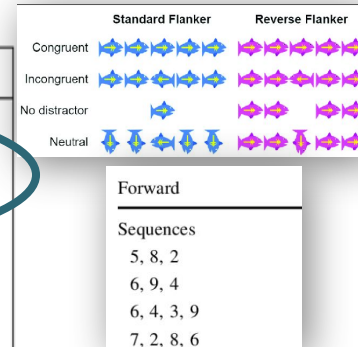 Standard Flanker Reverse Flanker
Congruent
Incongruent
No distractor
Neutral
Forward
Sequences
5, 8, 2
6, 9, 4
6, 4, 3, 9
7, 2, 8, 6